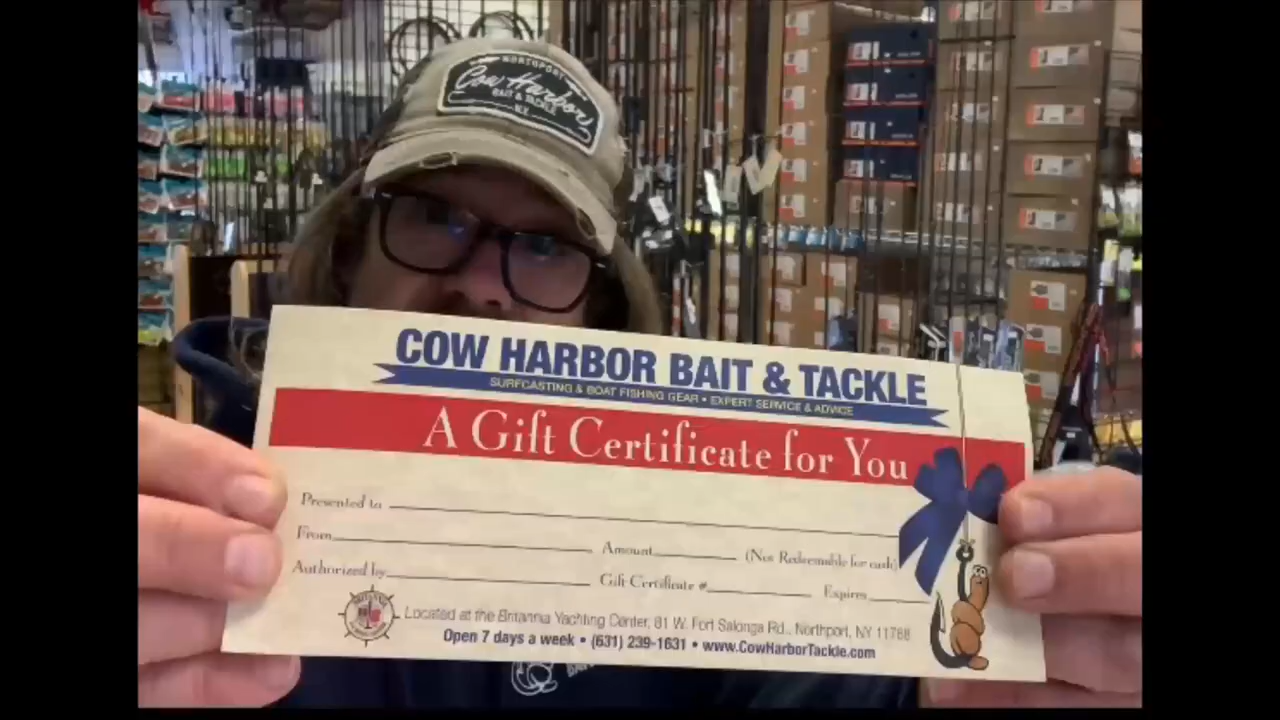 NORTHPORT
Cow Harbor
BAIT & TACKLE
N.Y.
COW HARBOR BAIT & TACKLE
SURFCASTING & BOAT FISHING GEAR • EXPERT SERVICE & ADVICE
A Gift Certificate for You
Presented to
From
Amount (Not Redeemable for cash)
Authorized by
Gift Certificate # Expires
BRITANNIA
Located at the Britannia Yachting Center, 81 W. Fort Salonga Rd., Northport, NY 11768
Open 7 days a week • (631) 239-1631 • www.CowHarborTackle.com